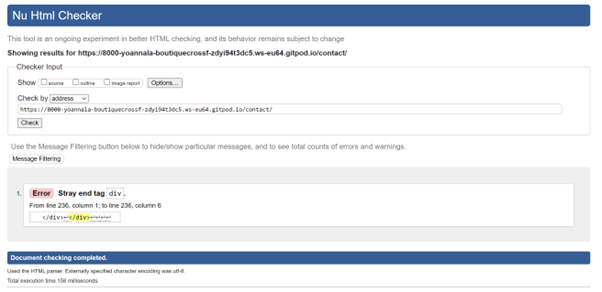 Nu Html Checker
This tool is an ongoing experiment in better HTML checking, and its behavior remains subject to change
Showing results for https://8000-yoannala-boutiquecrossf-zdyi94t3dc5.ws-eu64.gitpod.io/contact/
Checker Input
Show source outline image report Options...
Check by address
https://8000-yoannala-boutiquecrossf-zdyi94t3dc5.ws-eu64.gitpod.io/contact/
Check
Use the Message Filtering button below to hide/show particular messages, and to see total counts of errors and warnings.
Message Filtering
1. Error Stray end tag div.
From line 236, column 1; to line 236, column 6
</div>↩</div>↩↩↩↩↩
Document checking completed.
Used the HTML parser. Externally specified character encoding was utf-8.
Total execution time 158 milliseconds.